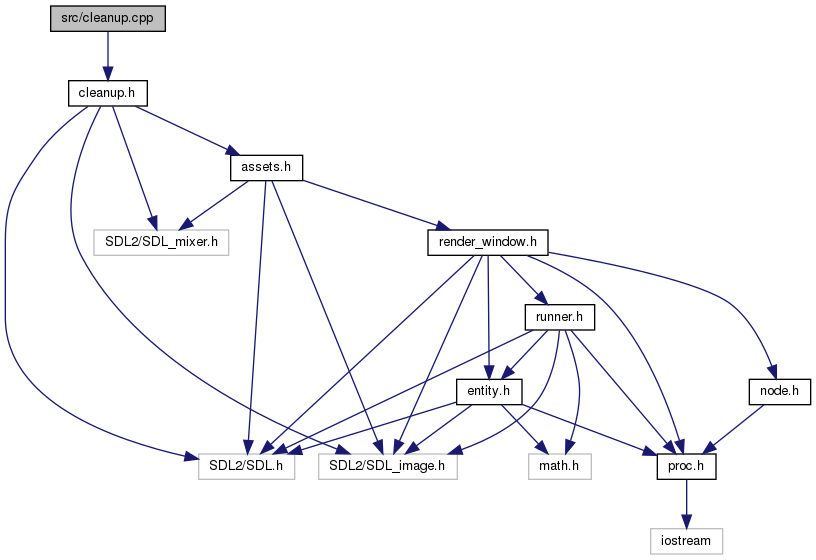 src/cleanup.cpp
cleanup.h
assets.h
SDL2/SDL_mixer.h
render_window.h
runner.h
entity.h
node.h
SDL2/SDL.h
SDL2/SDL_image.h
math.h
proc.h
iostream